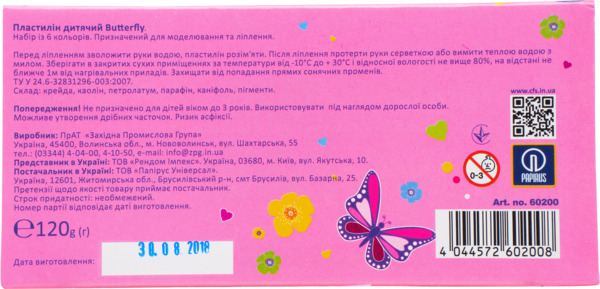 Пластилін дитячий Butterfly.
Набір із 6 кольорів. Призначений для моделювання та ліплення.
Перед ліпленням зволожити руки водою, пластилін розім'яти. Після ліплення протерти руки серветкою або вимити теплою водою з
милом. Зберігати в закритих сухих приміщеннях за температури від -10°С до + 30°С і відносної вологості не вище 80%, на відстані не
ближче 1м від нагрівальних приладів. Захищати від попадання прямих сонячних променів.
ТУ У 24.6-32831296-003:2007.
Склад: крейда, каолін, петролатум, парафін, каніфоль, пігменти.
Попередження! Не призначено для дітей віком до 3 років. Використовувати під наглядом дорослої особи.
Можливе утворення дрібних часточок. Ризик асфіксії.
Виробник: ПрАТ «Західна Промислова Група»
Україна, 45400, Волинська обл., м. Нововолинськ, вул. Шахтарська, 55
тел.: (03344) 4-04-00, 4-10-50, e-mail: info@zpg.in.ua
Представник в Україні: ТОВ «Рендом Імпекс». Україна, 03680, м. Київ, вул. Якутська, 10.
Постачальник в Україні: ТОВ «Папірус Універсал».
Україна, 12601, Житомирська обл., Брусилівський р-н, смт Брусилів, вул. Базарна, 25.
Претензії щодо якості товару приймає постачальник.
Строк придатності: необмежений.
Номер партії відповідає даті виготовлення.
℮120g (г)
Дата виготовлення:
30 08 2018
www.cfs.in.ua
0-3
PAPIRUS
Art. no. 60200
4 044572 602008